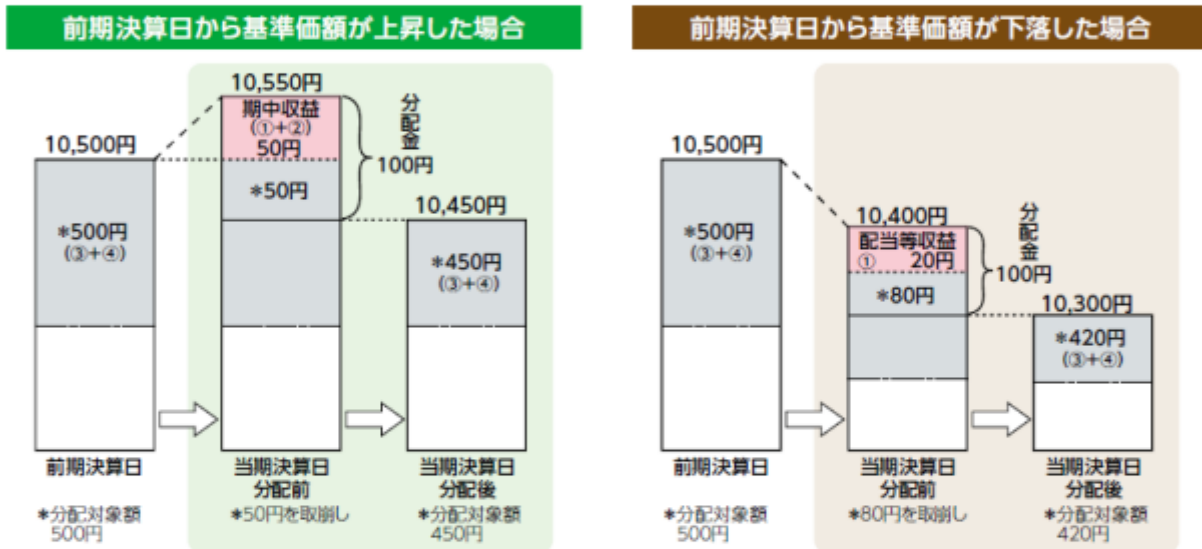 前期決算日から基準価額が上昇した場合
10,550円
期中収益
(①+②)
50円
分配金
100円
10,500円
*50円
10,450円
*500円
(③+④)
*450円
(③+④)
前期決算日
当期決算日
分配前
当期決算日
分配後
*分配対象額
500円
*50円を取崩し
*分配対象額
450円
前期決算日から基準価額が下落した場合
10,500円
10,400円
配当等収益
① 20円
分配金
100円
*500円
(③+④)
*80円
10,300円
*420円
(③+④)
前期決算日
当期決算日
分配前
当期決算日
分配後
*分配対象額
500円
*80円を取崩し
*分配対象額
420円